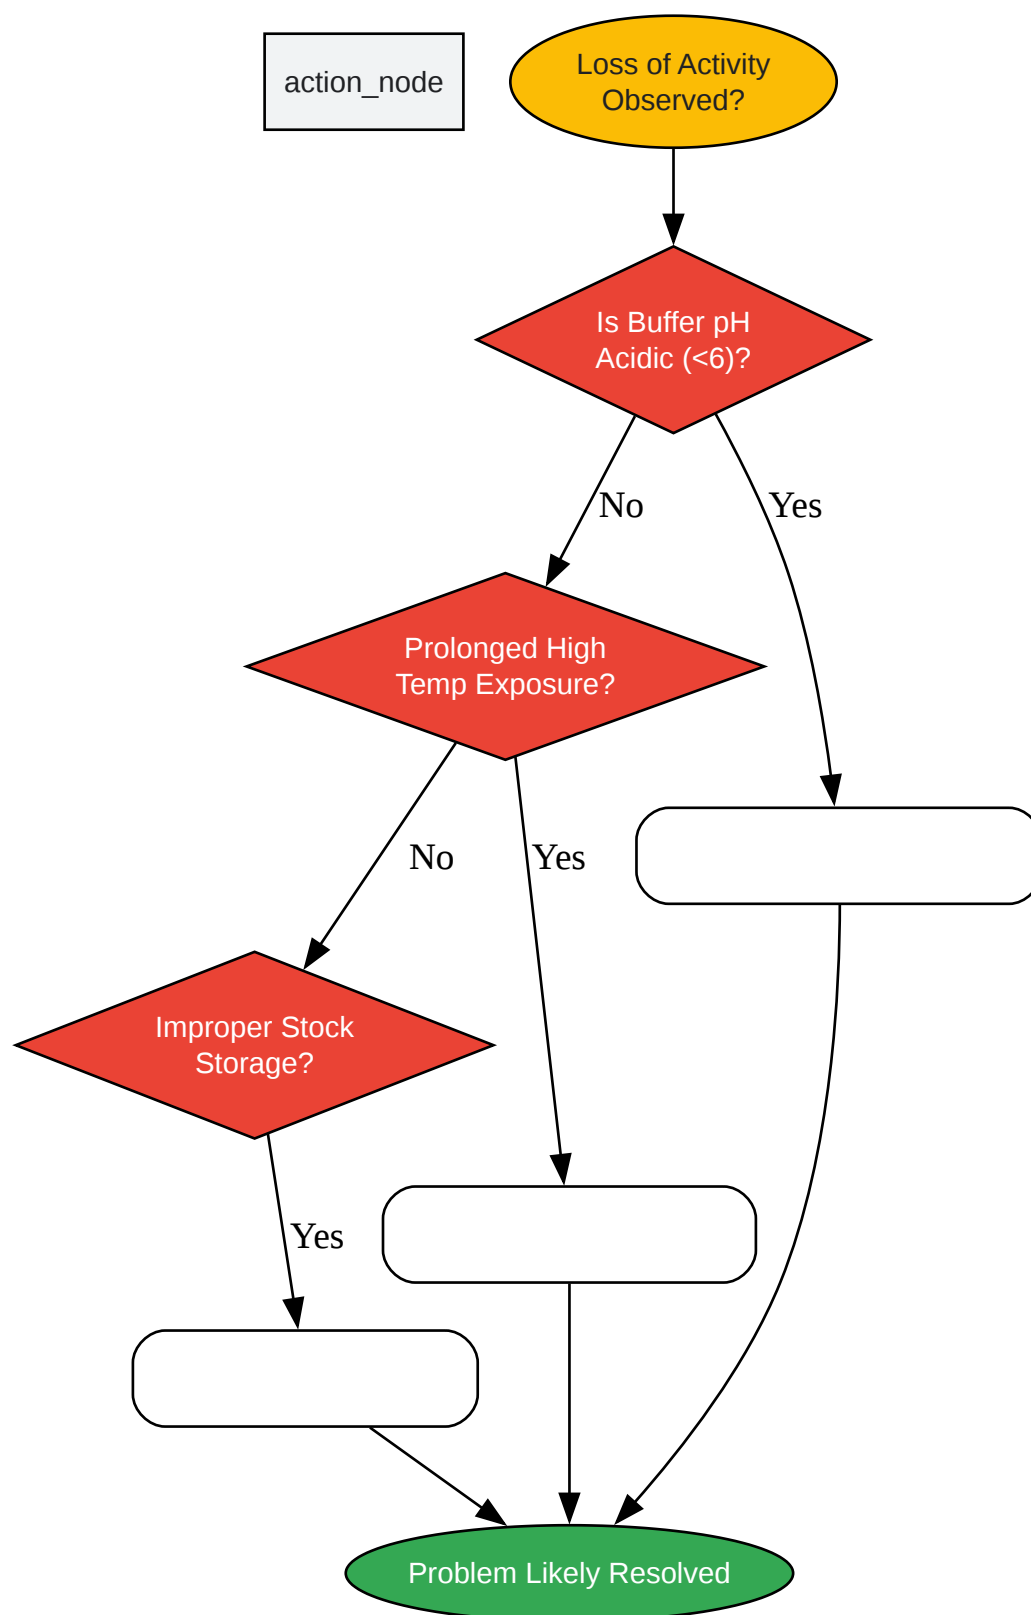 action_node
Loss of Activity
Observed?
Is Buffer pH
Acidic (<6)?
No
Yes
Prolonged High
Temp Exposure?
No
Yes
Improper Stock
Storage?
Yes
Problem Likely Resolved